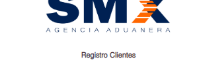 SMX
AGENCIA ADUANERA
Registro Clientes